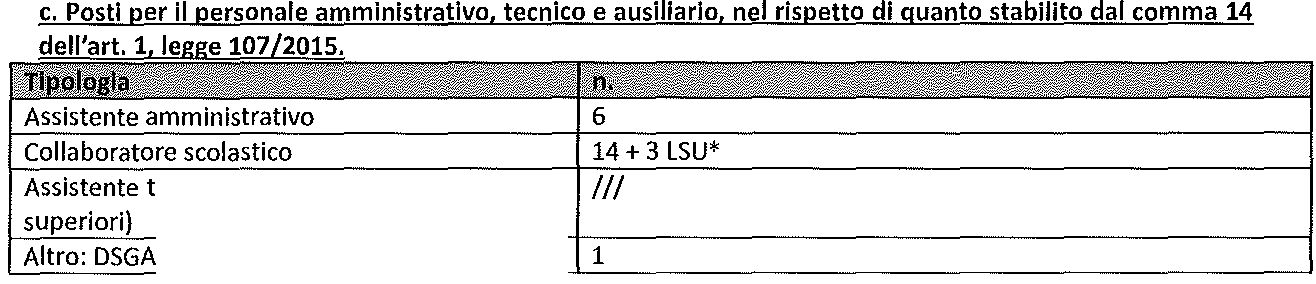 c. Posti per il personale amministrativo, tecnico e ausiliario, nel rispetto di quanto stabilito dal comma 14
dell'art. 1, legge 107/2015.
Tipologia n.
Assistente amministrativo 6
Collaboratore scolastico 14 + 3 LSU*
Assistente t ///
superiori)
Altro: DSGA 1